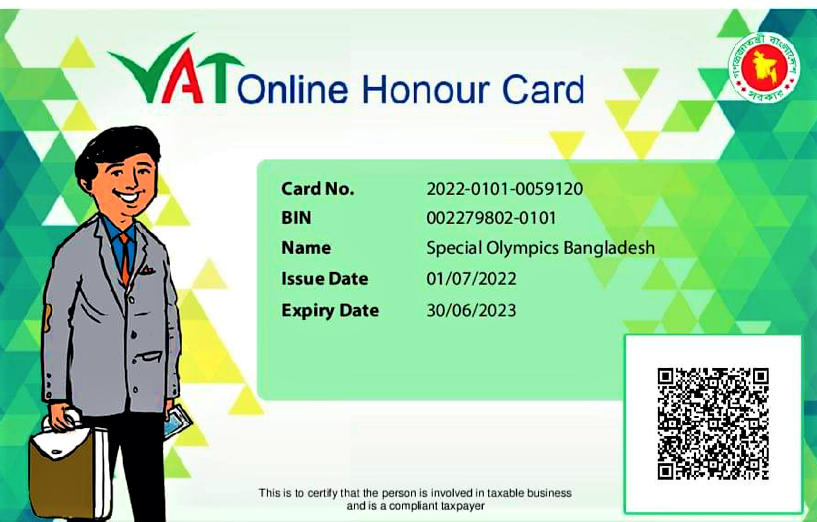 VAT Online Honour Card
গণপ্রজাতন্ত্রী বাংলাদেশ
সরকার
Card No. 2022-0101-0059120
BIN 002279802-0101
Name Special Olympics Bangladesh
Issue Date 01/07/2022
Expiry Date 30/06/2023
This is to certify that the person is involved in taxable business
and is a compliant taxpayer